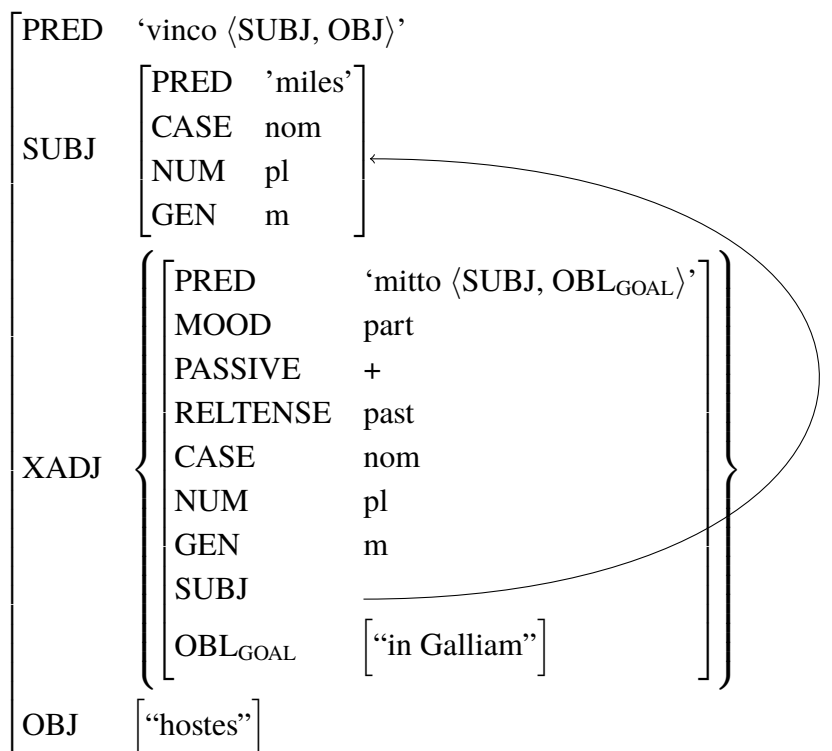 PRED ‘vinco ⟨SUBJ, OBJ⟩’
SUBJ
PRED ’miles’
CASE nom
NUM pl
GEN m
XADJ
PRED ‘mitto ⟨SUBJ, OBL_GOAL⟩’
MOOD part
PASSIVE +
RELTENSE past
CASE nom
NUM pl
GEN m
SUBJ
OBL_GOAL “in Galliam”
OBJ “hostes”